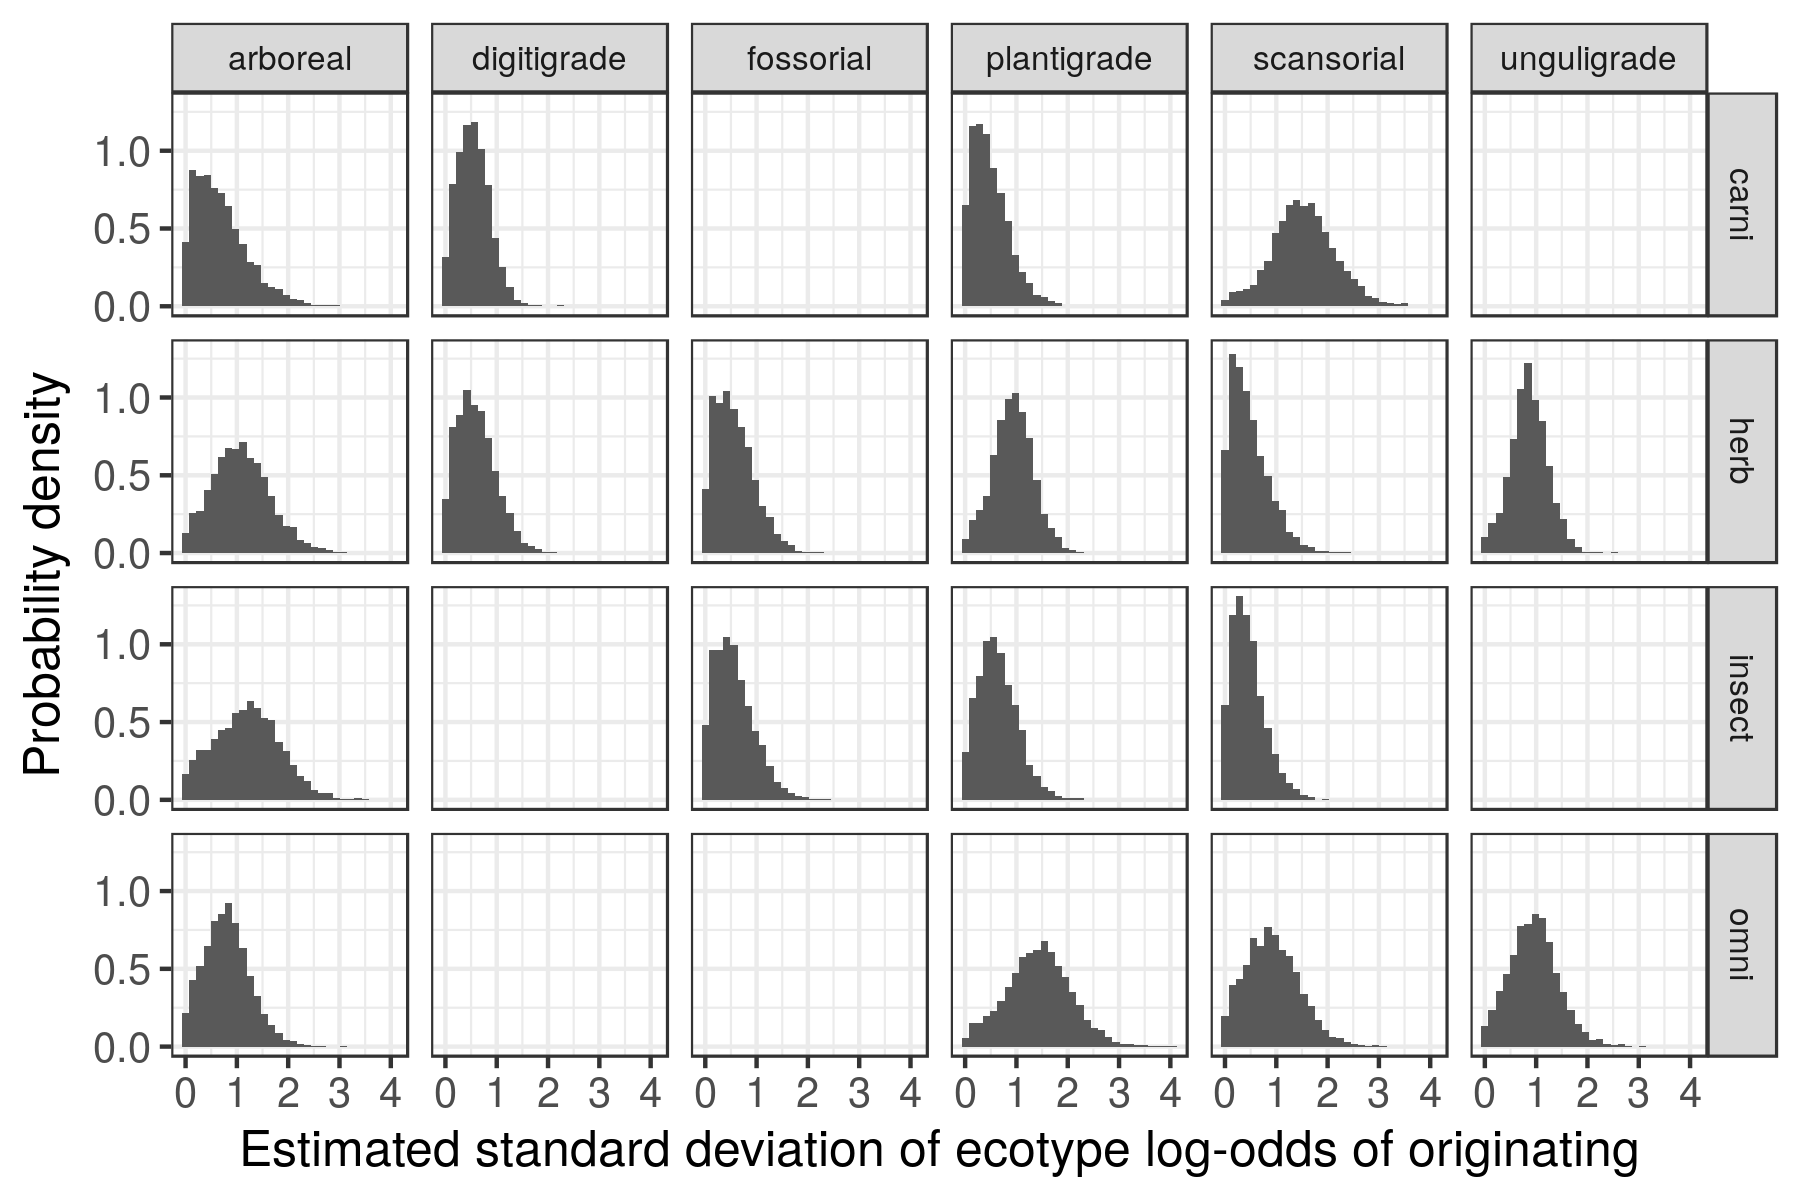 arboreal digitigrade fossorial plantigrade scansorial unguligrade
1.0
0.5
0.0
carni
1.0
0.5
0.0
herb
1.0
0.5
0.0
insect
1.0
0.5
0.0
omni
0 1 2 3 4 0 1 2 3 4 0 1 2 3 4 0 1 2 3 4 0 1 2 3 4 0 1 2 3 4
Probability density
Estimated standard deviation of ecotype log-odds of originating